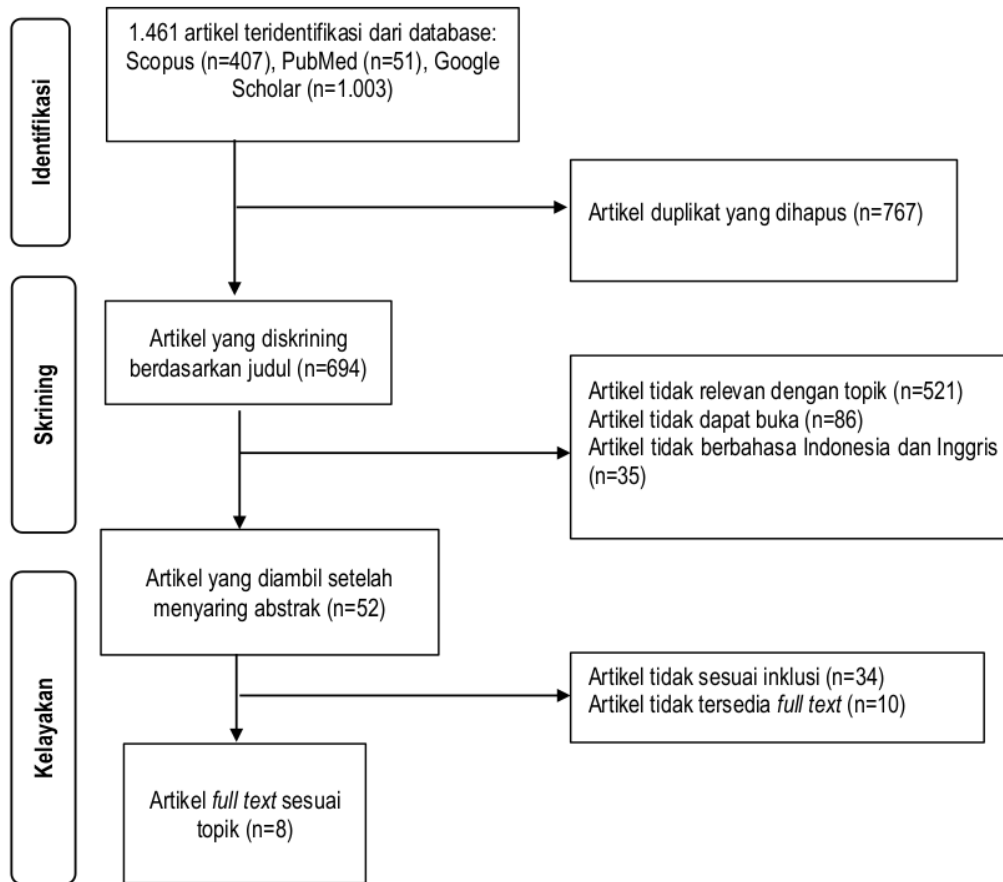 Identifikasi
1.461 artikel teridentifikasi dari database:
Scopus (n=407), PubMed (n=51), Google
Scholar (n=1.003)
Artikel duplikat yang dihapus (n=767)
Skrining
Artikel yang diskrining
berdasarkan judul (n=694)
Artikel tidak relevan dengan topik (n=521)
Artikel tidak dapat buka (n=86)
Artikel tidak berbahasa Indonesia dan Inggris
(n=35)
Artikel yang diambil setelah
menyaring abstrak (n=52)
Kelayakan
Artikel tidak sesuai inklusi (n=34)
Artikel tidak tersedia full text (n=10)
Artikel full text sesuai
topik (n=8)